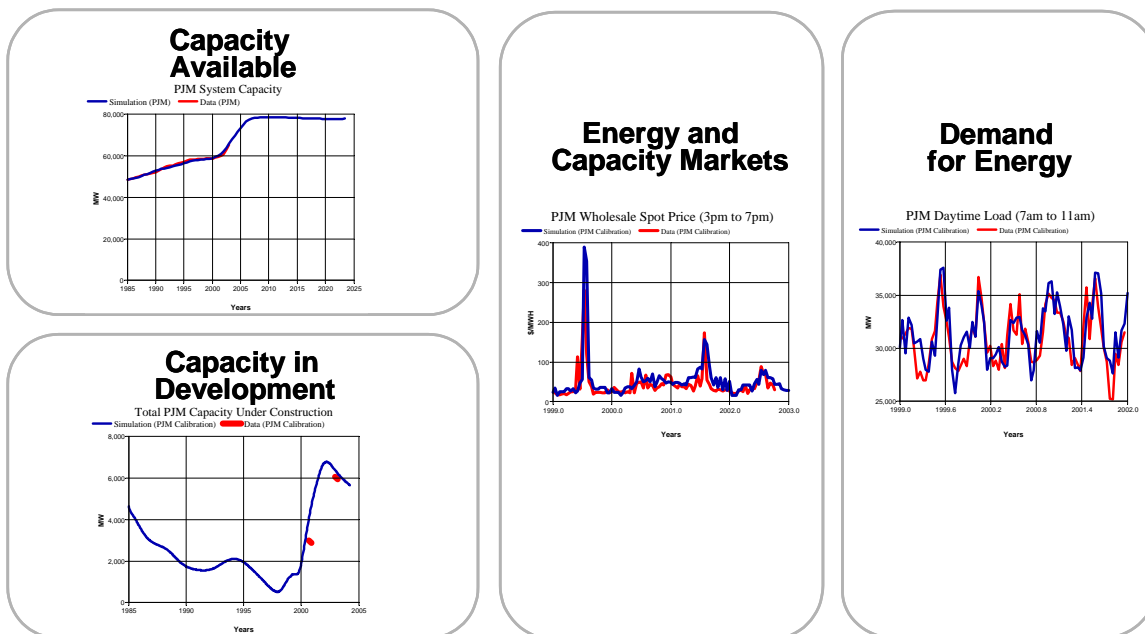 Capacity
Available
PJM System Capacity
Simulation (PJM) Data (PJM)
80,000
60,000
40,000
20,000
0
MW
1985 1990 1995 2000 2005 2010 2015 2020 2025
Years
Capacity in
Development
Total PJM Capacity Under Construction
Simulation (PJM Calibration) Data (PJM Calibration)
8,000
6,000
4,000
2,000
0
MW
1985 1990 1995 2000 2005
Years
Energy and
Capacity Markets
PJM Wholesale Spot Price (3pm to 7pm)
Simulation (PJM Calibration) Data (PJM Calibration)
400
300
200
100
0
$/MWH
1999.0 2000.0 2001.0 2002.0 2003.0
Years
Demand
for Energy
PJM Daytime Load (7am to 11am)
Simulation (PJM Calibration) Data (PJM Calibration)
40,000
35,000
30,000
25,000
MW
1999.0 1999.6 2000.2 2000.8 2001.4 2002.0
Years